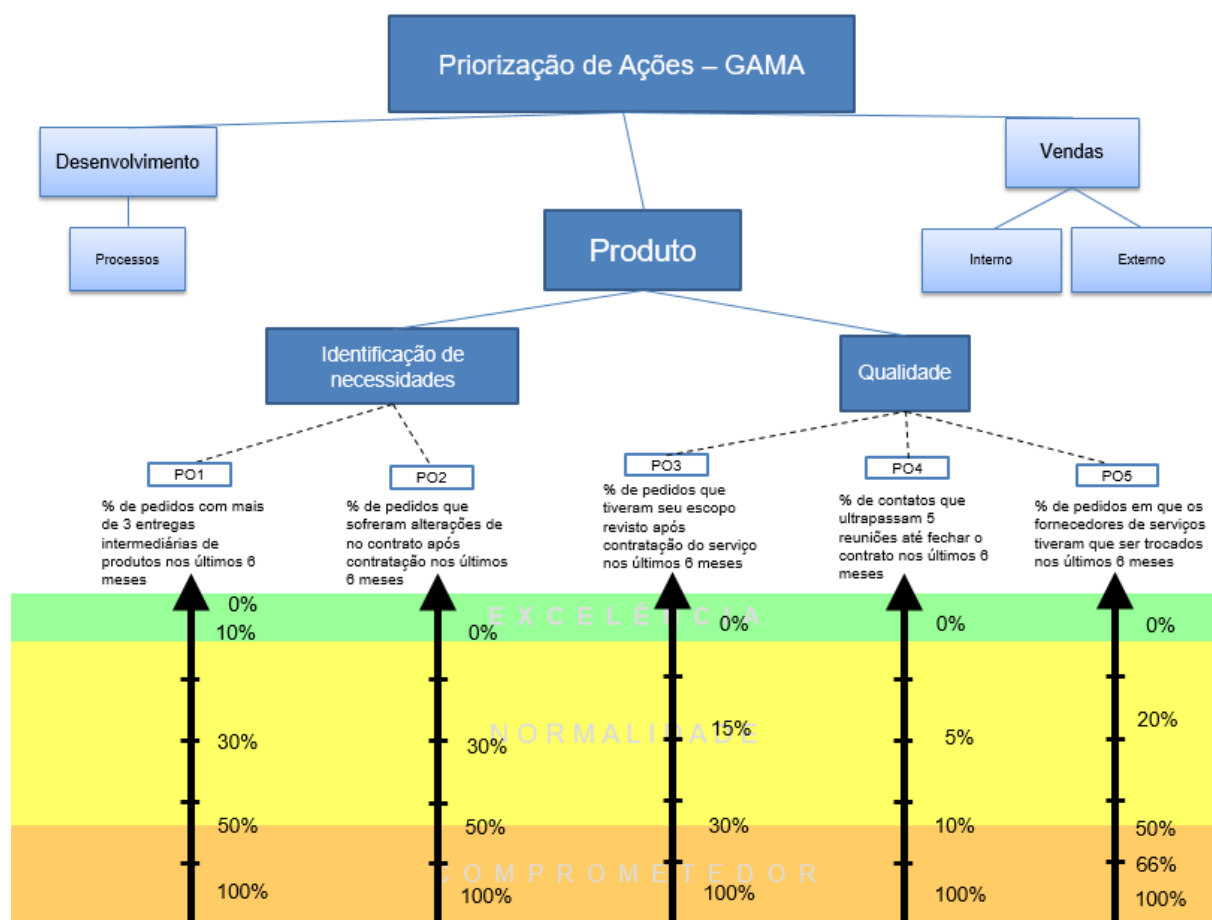 Priorização de Ações – GAMA
Desenvolvimento
Vendas
Processos
Produto
Interno
Externo
Identificação de
necessidades
Qualidade
PO1
% de pedidos com mais
de 3 entregas
intermediárias de
produtos nos últimos 6
meses
PO2
% de pedidos que
sofreram alterações de
no contrato após
contratação nos últimos
6 meses
PO3
% de pedidos que
tiveram seu escopo
revisto após
contratação do serviço
nos últimos 6 meses
PO4
% de contatos que
ultrapassam 5
reuniões até fechar o
contrato nos últimos 6
meses
PO5
% de pedidos em que os
fornecedores de serviços
tiveram que ser trocados
nos últimos 6 meses
EXCELÊCIA
0%
10%
0%
0%
0%
0%
NORMALIDADE
30%
30%
15%
5%
20%
50%
50%
30%
10%
50%
COMPROMETEDOR
66%
100%
100%
100%
100%
100%